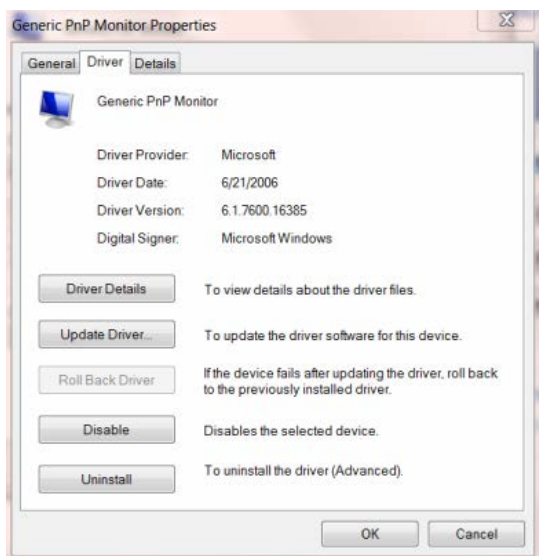 Generic PnP Monitor Properties
General Driver Details
Generic PnP Monitor
Driver Provider: Microsoft
Driver Date: 6/21/2006
Driver Version: 6.1.7600.16385
Digital Signer: Microsoft Windows
Driver Details To view details about the driver files.
Update Driver... To update the driver software for this device.
Roll Back Driver If the device fails after updating the driver, roll back
to the previously installed driver.
Disable Disables the selected device.
Uninstall To uninstall the driver (Advanced).
OK Cancel